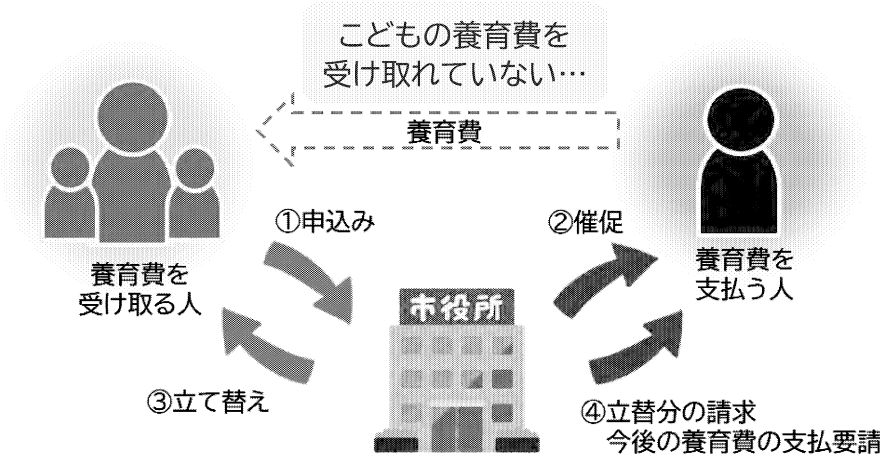 こどもの養育費を
受け取れていない…
養育費
①申込み
②催促
養育費を
受け取る人
養育費を
支払う人
市役所
③立て替え
④立替分の請求
今後の養育費の支払要請